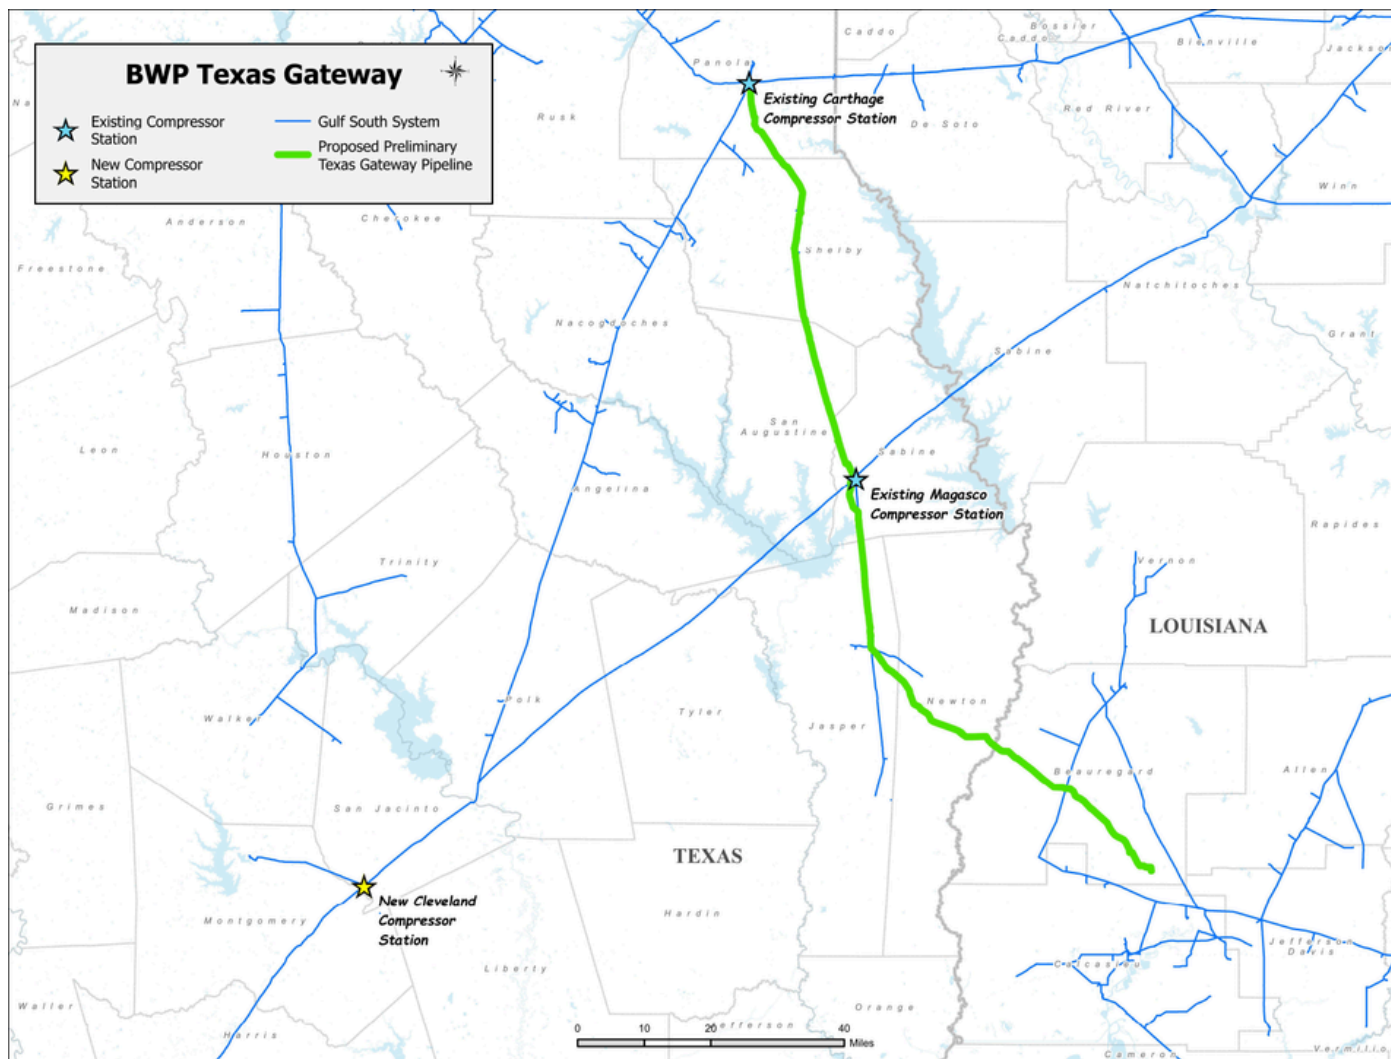 BWP Texas Gateway
Existing Compressor
Station
New Compressor
Station
Gulf South System
Proposed Preliminary
Texas Gateway Pipeline
Caddo
Bossier
Caddo
Bienville
Jackson
Panola
Existing Carthage
Compressor Station
De Soto
Red River
Rusk
Winn
Anderson
Cherokee
Freestone
Shelby
Natchitoches
Nacogdoches
Grant
Sabine
San
Augustine
Sabine
Leon
Houston
Angelina
Existing Magasco
Compressor Station
Rapides
Trinity
Vernon
Madison
LOUISIANA
Polk
Newton
Walker
Tyler
Jasper
Beauregard
Allen
Grimes
San Jacinto
TEXAS
New Cleveland
Compressor
Station
Montgomery
Hardin
Jefferson
Davis
Calcasieu
Liberty
Waller
Orange
Harris
Jefferson
0 10 20 40
Miles
Cameron
Vermilio